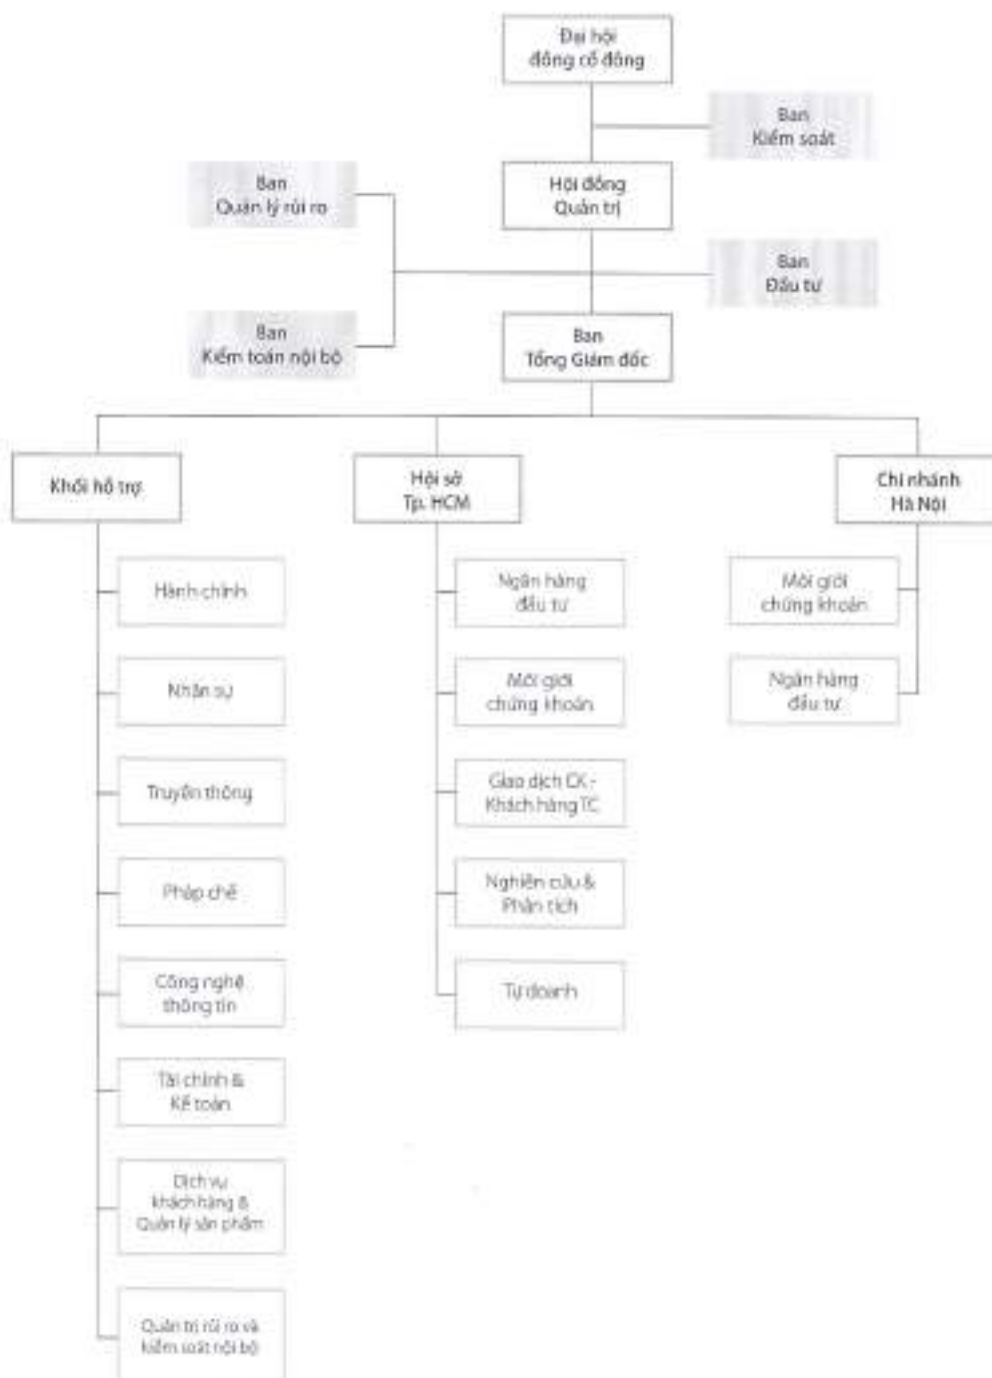 Đại hội
đồng cổ đông
Ban
Kiểm soát
Ban
Quản lý rủi ro
Hội đồng
Quản trị
Ban
Đầu tư
Ban
Kiểm toán nội bộ
Ban
Tổng Giám đốc
Khối hỗ trợ
Hội sở
Tp. HCM
Chi nhánh
Hà Nội
Hành chính
Nhân sự
Truyền thông
Pháp chế
Công nghệ
thông tin
Tài chính &
Kế toán
Dịch vụ
khách hàng &
Quản lý sản phẩm
Quản trị rủi ro và
kiểm soát nội bộ
Ngân hàng
đầu tư
Môi giới
chứng khoán
Giao dịch CK -
Khách hàng TC
Nghiên cứu &
Phân tích
Tự doanh
Môi giới
chứng khoán
Ngân hàng
đầu tư